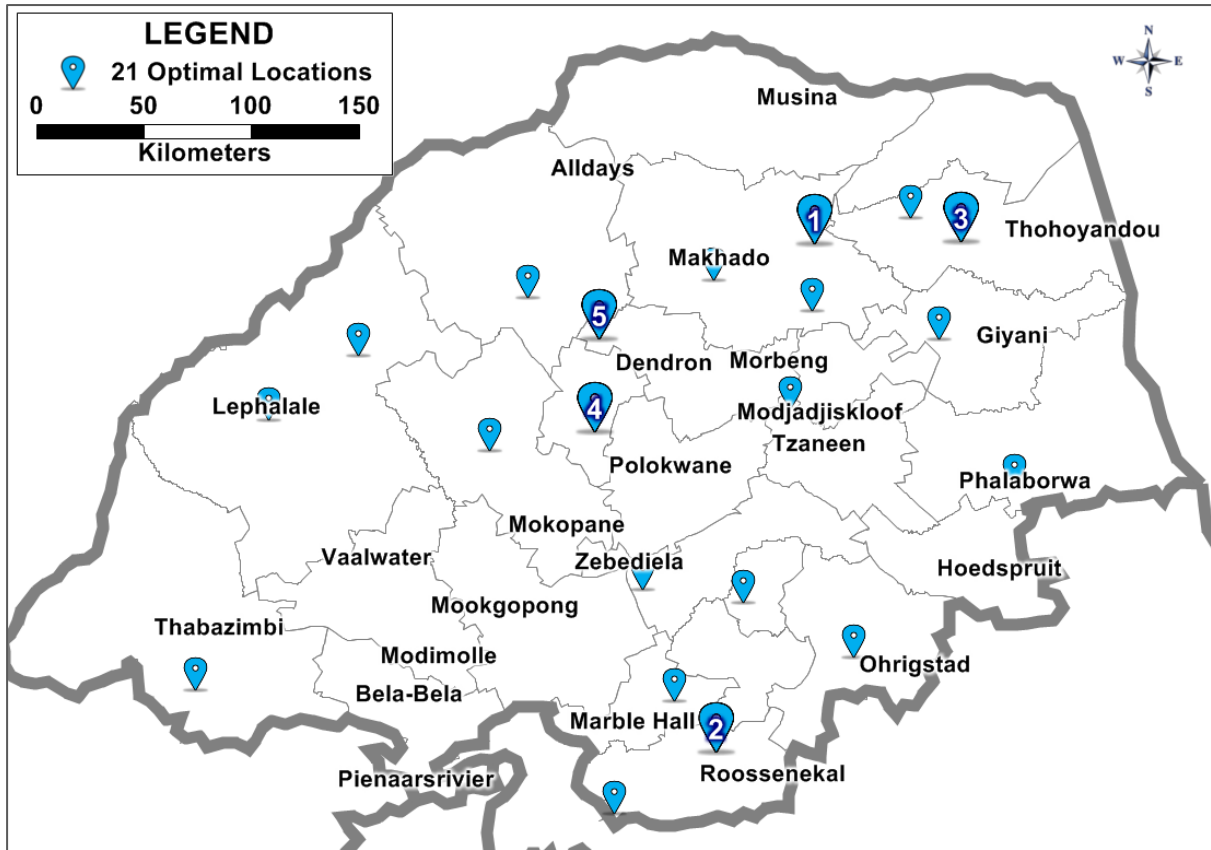 LEGEND
21 Optimal Locations
0 50 100 150
Kilometers
N
W E
S
Musina
Alldays
1
3
Thohoyandou
Makhado
5
Giyani
Dendron
Morbeng
Lephalale
4
Modjadjiskloof
Tzaneen
Polokwane
Phalaborwa
Mokopane
Vaalwater
Zebediela
Hoedspruit
Mookgopong
Thabazimbi
Modimolle
Ohrigstad
Bela-Bela
Marble Hall
2
Pienaarsrivier
Roossenekal